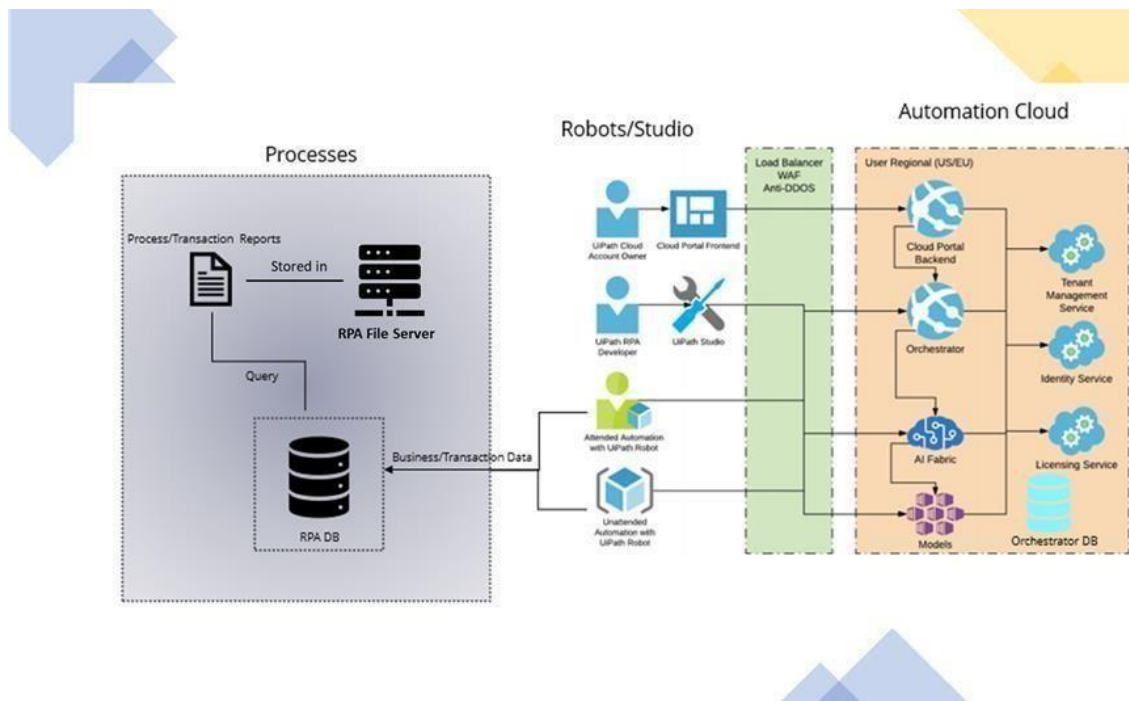 Automation Cloud
Robots/Studio
Processes
Process/Transaction Reports
Stored in
RPA File Server
Query
Business/Transaction Data
RPA DB
UiPath Cloud
Account Owner
Cloud Portal Frontend
UiPath RPA
Developer
UiPath Studio
Attended Automation
with UiPath Robot
Unattended
Automation with
UiPath Robot
Load Balancer
WAF
Anti-DDOS
User Regional (US/EU)
Cloud Portal
Backend
Orchestrator
AI Fabric
Models
Tenant
Management
Service
Identity Service
Licensing Service
Orchestrator DB